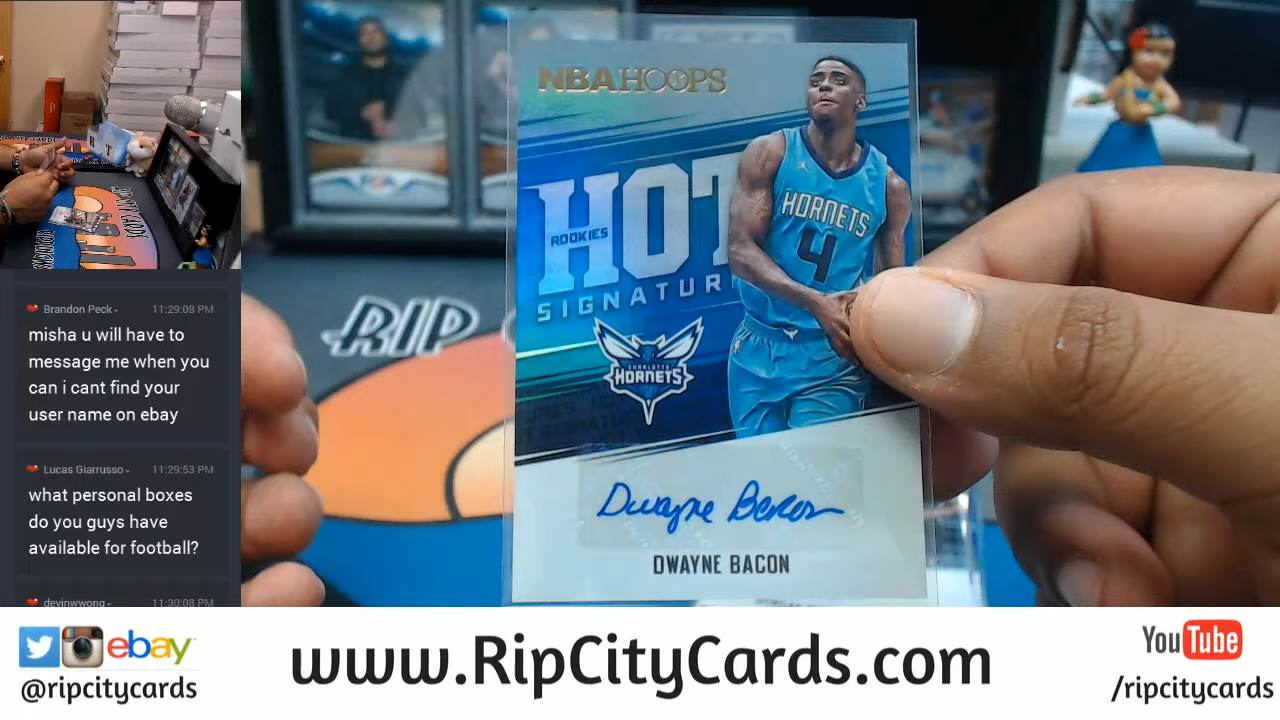 Brandon Peck 11:29:08 PM
misha u will have to
message me when you
can i cant find your
user name on ebay
Lucas Giarrusso 11:29:53 PM
what personal boxes
do you guys have
available for football?
devinwwong 11:30:08 PM
RIP
NBA HOOPS
HOT
ROOKIES
SIGNATUR
HORNETS
4
CHARLOTTE
HORNETS
Dwayne Bacon
DWAYNE BACON
ebay
@ripcitycards
www.RipCityCards.com
YouTube
/ripcitycards